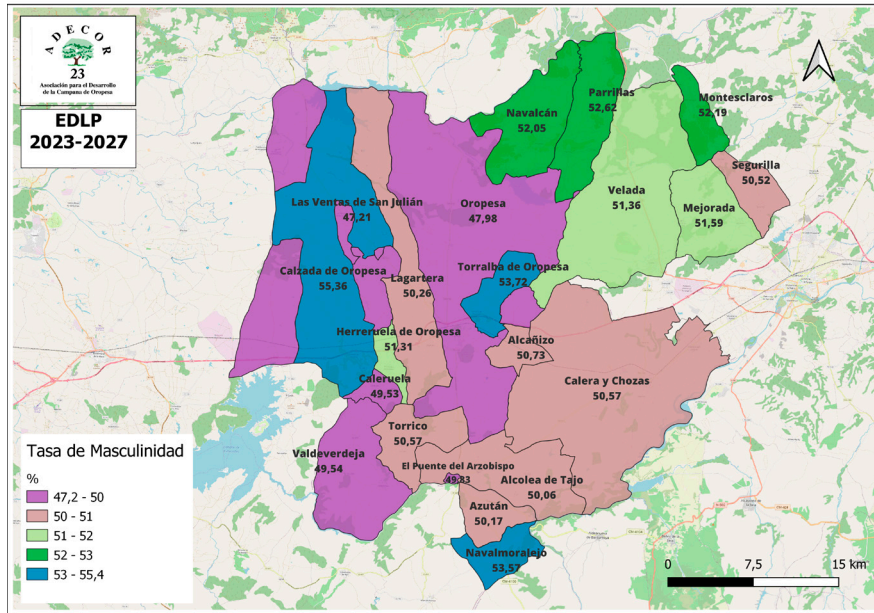 ADECOR
23
Asociación para el Desarrollo
de la Campana de Oropesa
EDLP
2023-2027
Navalcán
52,05
Parrillas
52,62
Montesclaros
52,19
Segurilla
50,52
Velada
51,36
Mejorada
51,59
Las Ventas de San Julián
47,21
Oropesa
47,98
Calzada de Oropesa
55,36
Lagartera
50,26
Torralba de Oropesa
53,72
Herreruela de Oropesa
51,31
Alcañizo
50,73
Caleruela
49,53
Calera y Chozas
50,57
Torrico
50,57
Valdeverdeja
49,54
El Puente del Arzobispo
49,33
Alcolea de Tajo
50,06
Azután
50,17
Navalmoralejo
53,57
Tasa de Masculinidad
%
47,2 - 50
50 - 51
51 - 52
52 - 53
53 - 55,4
0 7,5 15 km